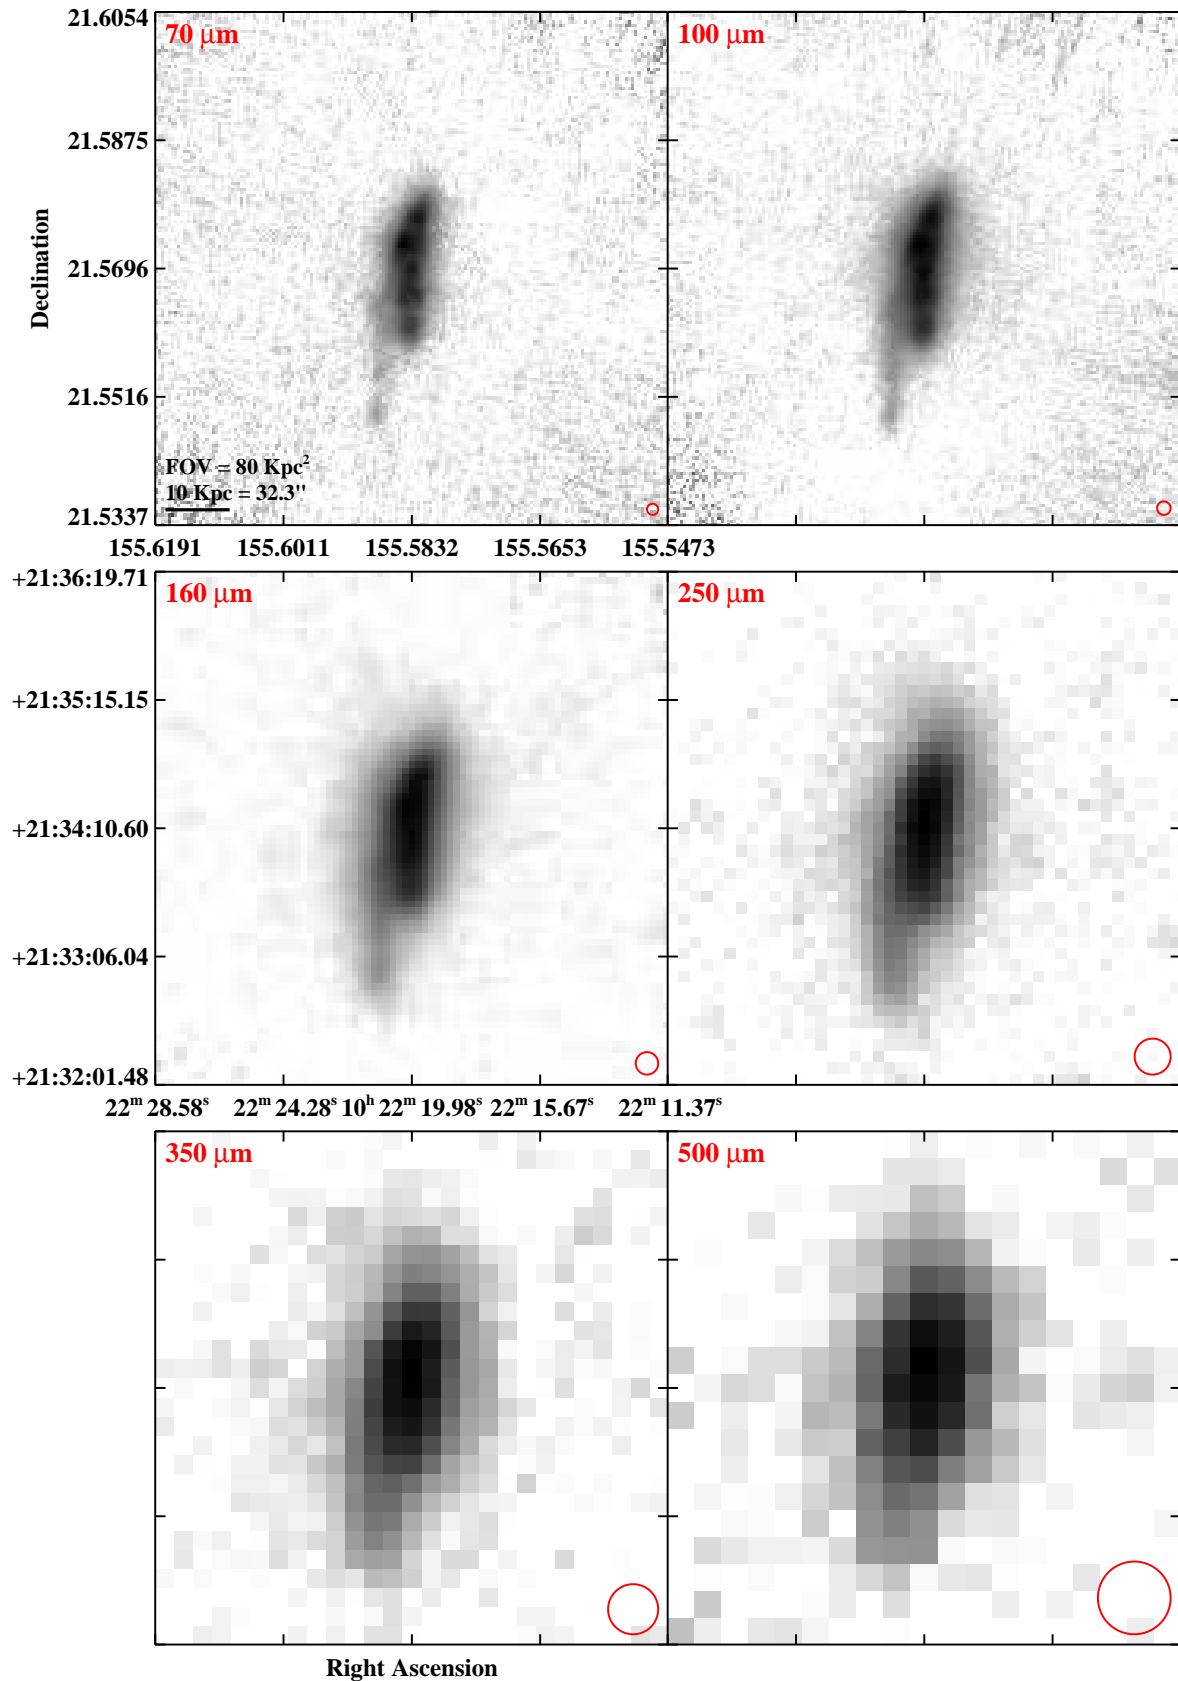 21.6054
70 µm
100 µm
21.5875
21.5696
21.5516
21.5337
Declination
FOV = 80 Kpc²
10 Kpc = 32.3"
155.6191 155.6011 155.5832 155.5653 155.5473
+21:36:19.71
160 µm
250 µm
+21:35:15.15
+21:34:10.60
+21:33:06.04
+21:32:01.48
22ᵐ 28.58ˢ 22ᵐ 24.28ˢ 10ʰ 22ᵐ 19.98ˢ 22ᵐ 15.67ˢ 22ᵐ 11.37ˢ
350 µm
500 µm
Right Ascension